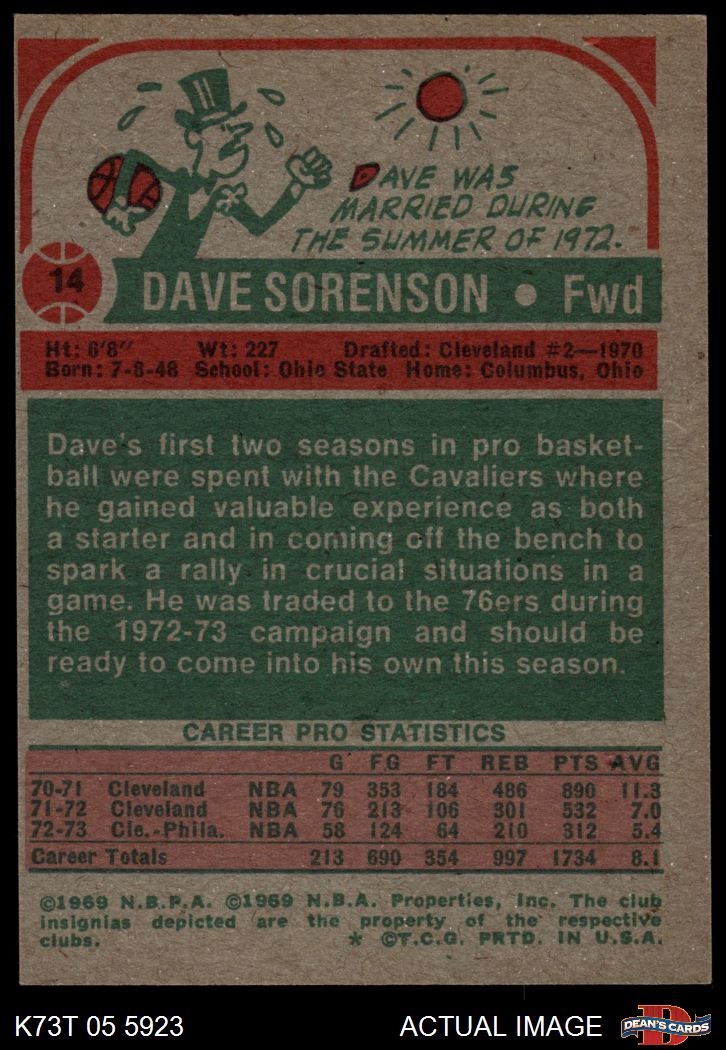 DAVE WAS
MARRIED DURING
THE SUMMER OF 1972.
14
DAVE SORENSON • Fwd
Ht: 6'8" Wt: 227 Drafted: Cleveland #2—1970
Born: 7-8-48 School: Ohio State Home: Columbus, Ohio
Dave's first two seasons in pro basket-
ball were spent with the Cavaliers where
he gained valuable experience as both
a starter and in coming off the bench to
spark a rally in crucial situations in a
game. He was traded to the 76ers during
the 1972-73 campaign and should be
ready to come into his own this season.
CAREER PRO STATISTICS
G FG FT REB PTS AVG
70-71 Cleveland NBA 79 353 184 486 890 11.3
71-72 Cleveland NBA 76 213 106 301 532 7.0
72-73 Cle.-Phila. NBA 58 124 64 210 312 5.4
Career Totals 213 690 354 997 1734 8.1
©1969 N.B.P.A. ©1969 N.B.A. Properties, Inc. The club
insignias depicted are the property of the respective
clubs. * ©T.C.G. PRTD. IN U.S.A.
K73T 05 5923 ACTUAL IMAGE D DEAN'S CARDS